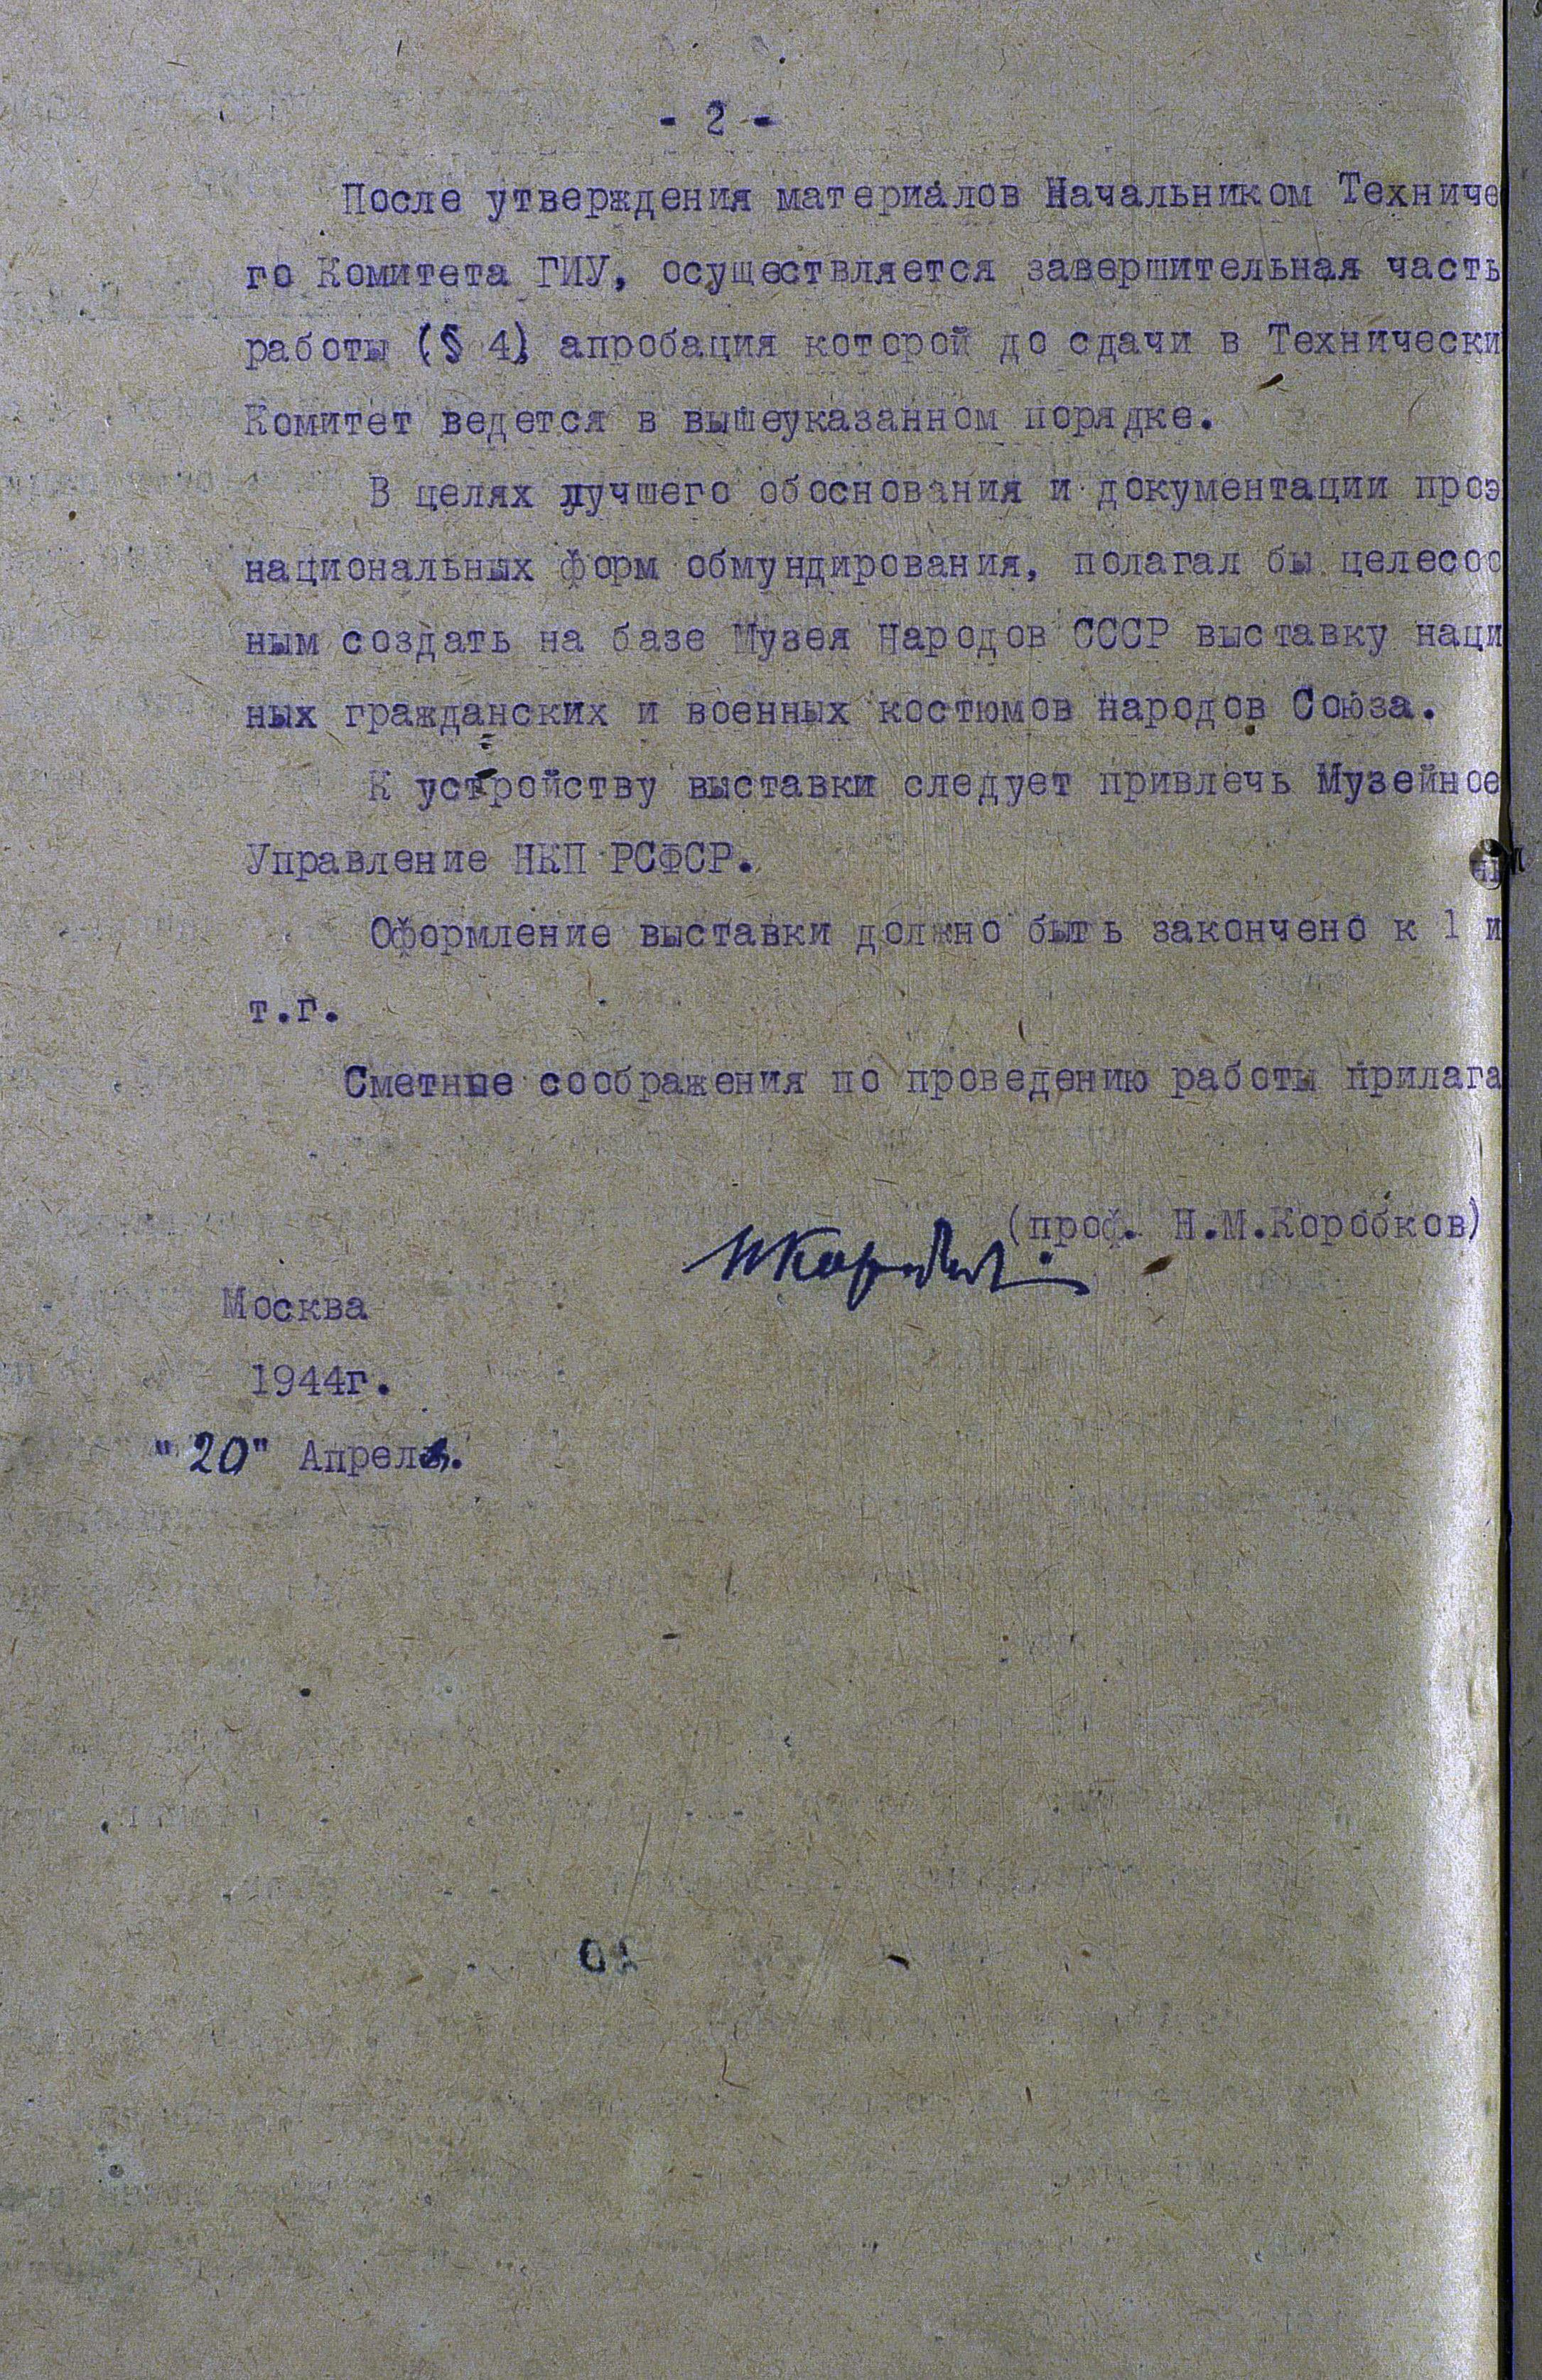 - 2 -
После утверждения материалов Начальником Техниче
го Комитета ГИУ, осуществляется завершительная часть
работы (§ 4) апробация которой до сдачи в Технически
Комитет ведется в вышеуказанном порядке.
В целях лучшего обоснования и документации проэ
национальных форм обмундирования, полагал бы целесоо
ным создать на базе Музея Народов СССР выставку наци
ных гражданских и военных костюмов народов Союза.
К устройству выставки следует привлечь Музейное
Управление НКП РСФСР.
Оформление выставки должно быть закончено к 1 и
т.г.
Сметные соображения по проведению работы прилага
(проф. Н.М.Коробков)
НКоробков
Москва
1944г.
"20" Апреля.